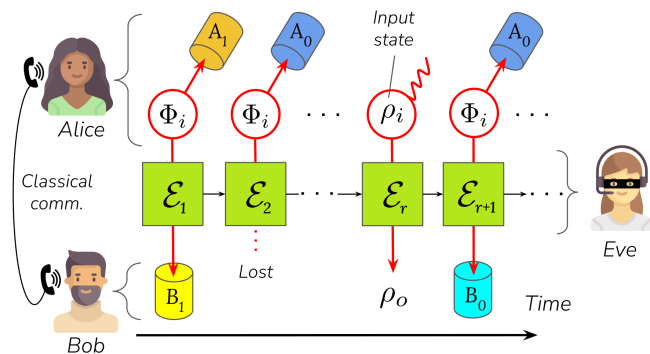 Input
state
A₁
A₀
A₀
Φᵢ
Φᵢ
. . .
ρᵢ
Φᵢ
. . .
Alice
Classical
comm.
ℰ₁
ℰ₂
. . .
ℰᵣ
ℰᵣ₊₁
. . .
Eve
Lost
B₁
ρₒ
B₀
Time
Bob